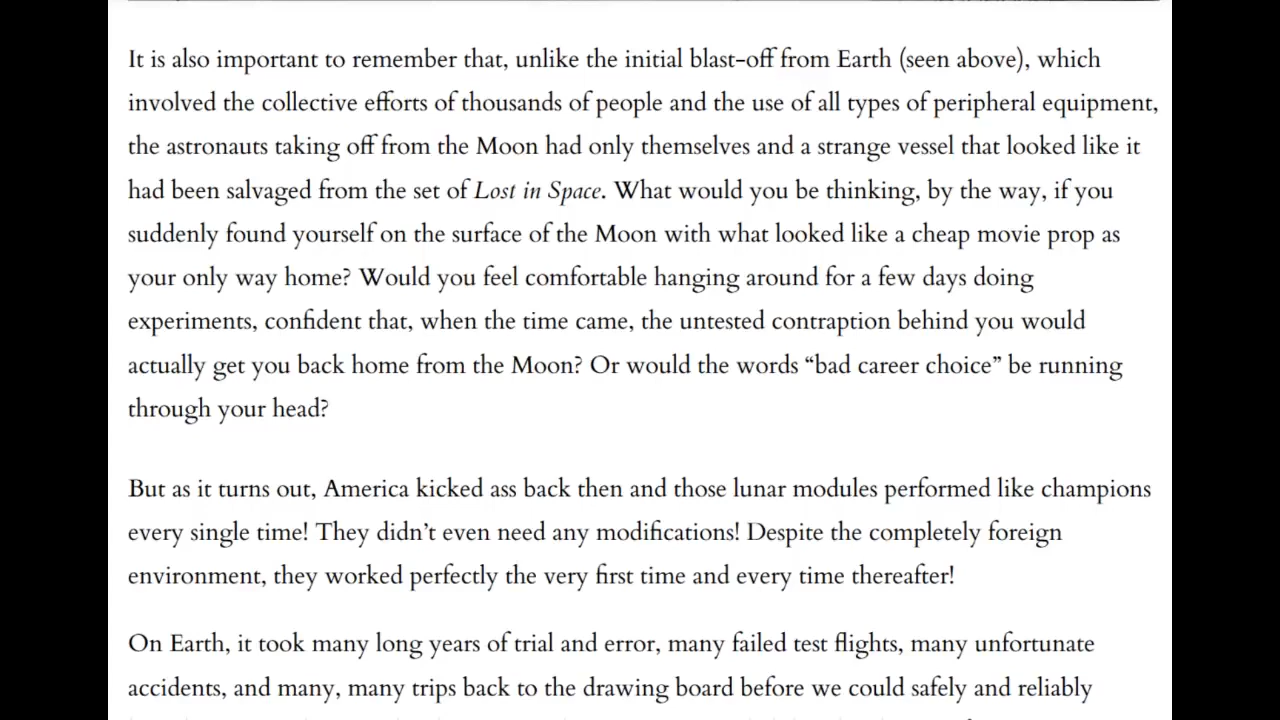 It is also important to remember that, unlike the initial blast-off from Earth (seen above), which
involved the collective efforts of thousands of people and the use of all types of peripheral equipment,
the astronauts taking off from the Moon had only themselves and a strange vessel that looked like it
had been salvaged from the set of Lost in Space. What would you be thinking, by the way, if you
suddenly found yourself on the surface of the Moon with what looked like a cheap movie prop as
your only way home? Would you feel comfortable hanging around for a few days doing
experiments, confident that, when the time came, the untested contraption behind you would
actually get you back home from the Moon? Or would the words “bad career choice” be running
through your head?
But as it turns out, America kicked ass back then and those lunar modules performed like champions
every single time! They didn’t even need any modifications! Despite the completely foreign
environment, they worked perfectly the very first time and every time thereafter!
On Earth, it took many long years of trial and error, many failed test flights, many unfortunate
accidents, and many, many trips back to the drawing board before we could safely and reliably